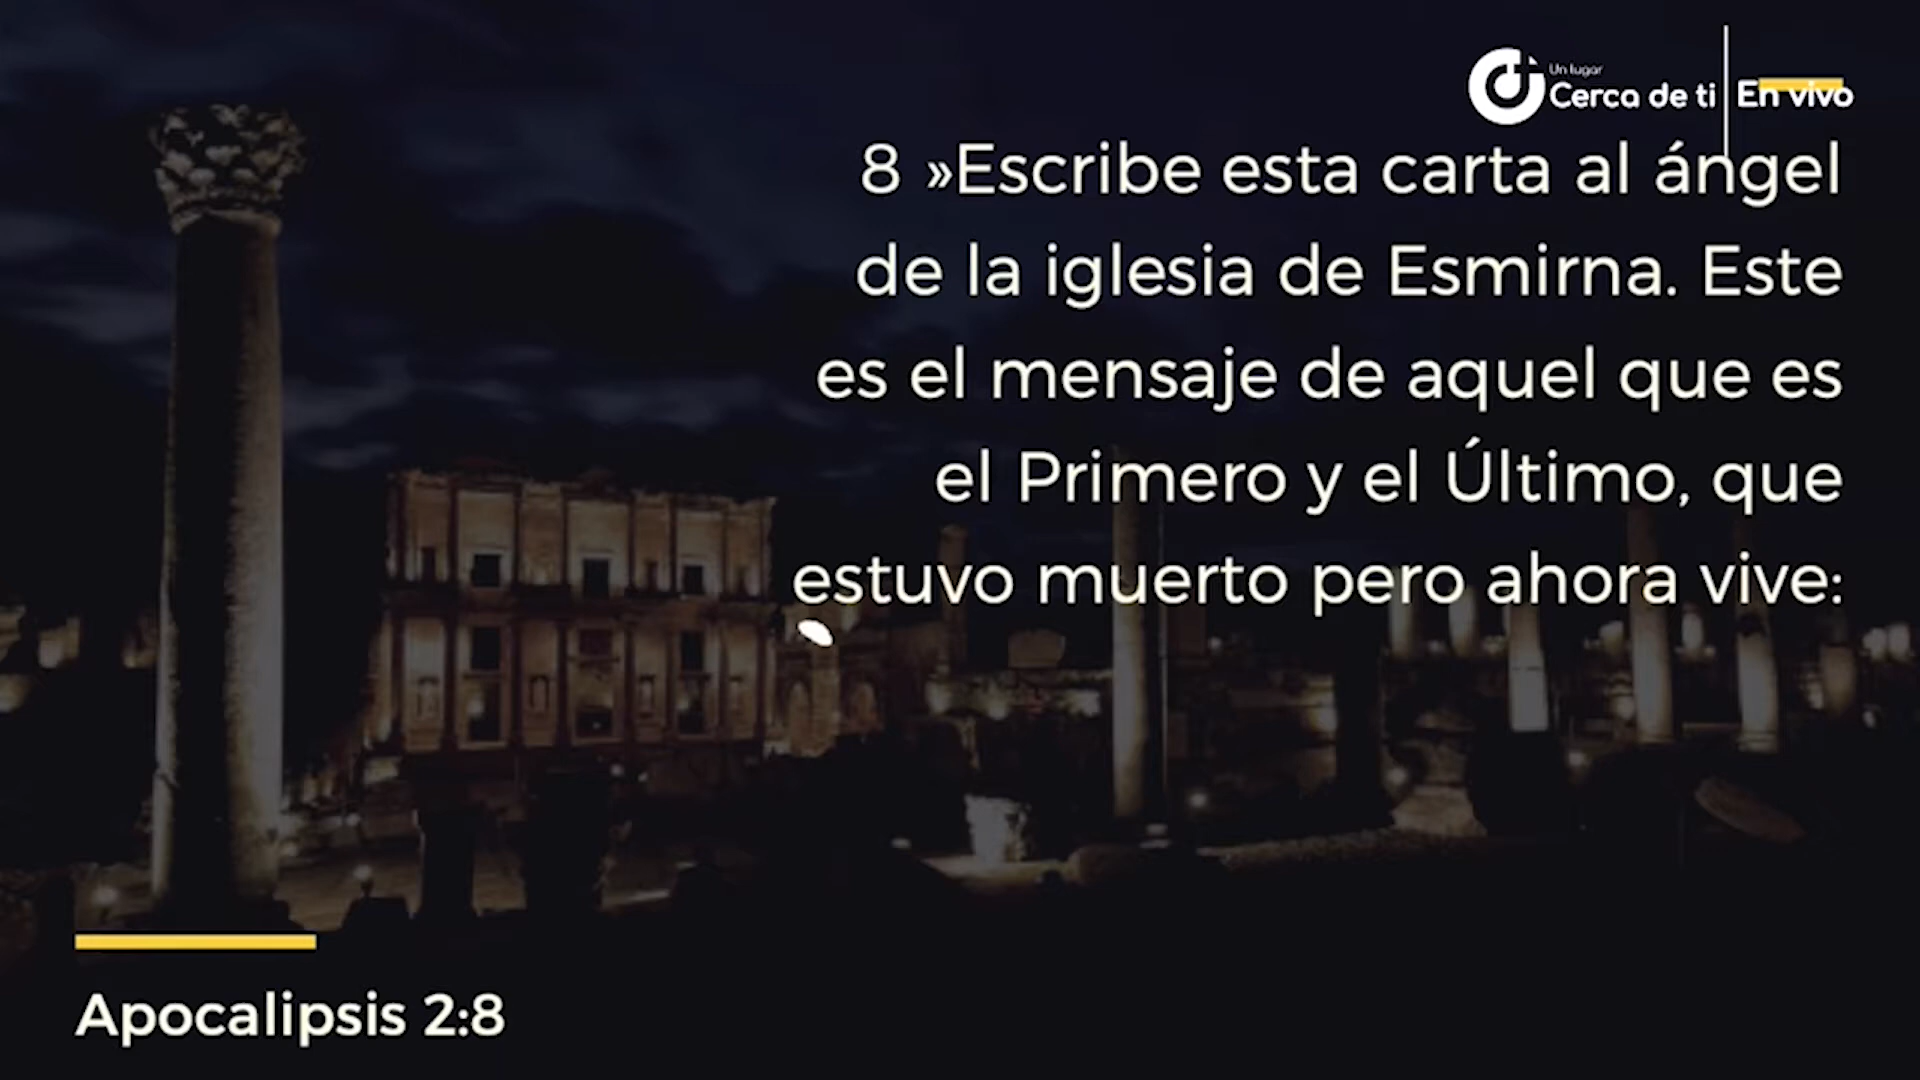 Un lugar
Cerca de ti
En vivo
8 »Escribe esta carta al ángel
de la iglesia de Esmirna. Este
es el mensaje de aquel que es
el Primero y el Último, que
estuvo muerto pero ahora vive:
Apocalipsis 2:8